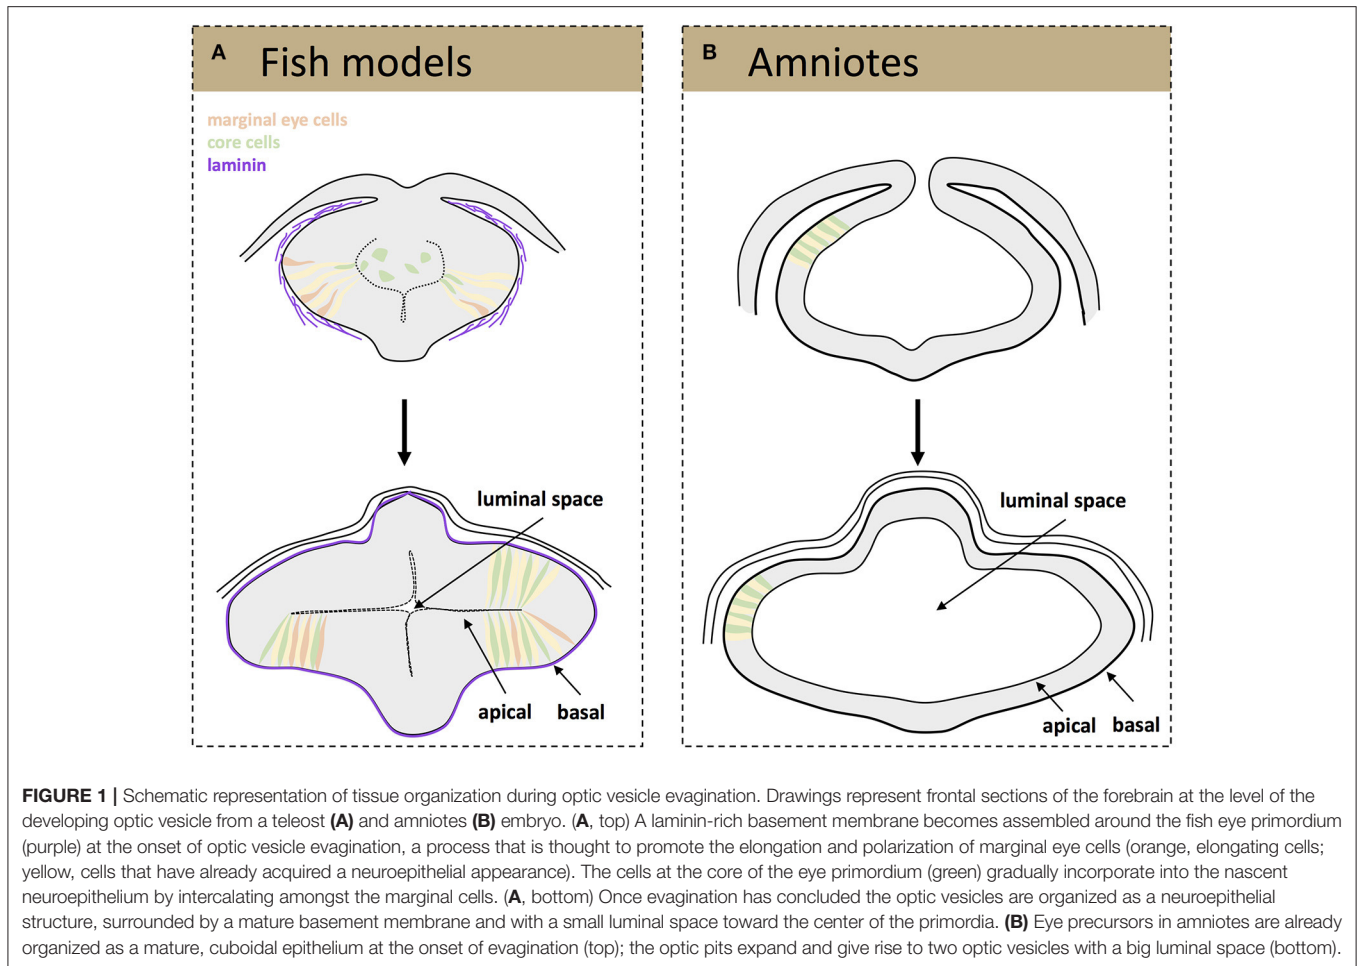 A Fish models
marginal eye cells
core cells
laminin
luminal space
apical
basal
B Amniotes
luminal space
apical
basal
FIGURE 1 | Schematic representation of tissue organization during optic vesicle evagination. Drawings represent frontal sections of the forebrain at the level of the
developing optic vesicle from a teleost (A) and amniotes (B) embryo. (A, top) A laminin-rich basement membrane becomes assembled around the fish eye primordium
(purple) at the onset of optic vesicle evagination, a process that is thought to promote the elongation and polarization of marginal eye cells (orange, elongating cells;
yellow, cells that have already acquired a neuroepithelial appearance). The cells at the core of the eye primordium (green) gradually incorporate into the nascent
neuroepithelium by intercalating amongst the marginal cells. (A, bottom) Once evagination has concluded the optic vesicles are organized as a neuroepithelial
structure, surrounded by a mature basement membrane and with a small luminal space toward the center of the primordia. (B) Eye precursors in amniotes are already
organized as a mature, cuboidal epithelium at the onset of evagination (top); the optic pits expand and give rise to two optic vesicles with a big luminal space (bottom).